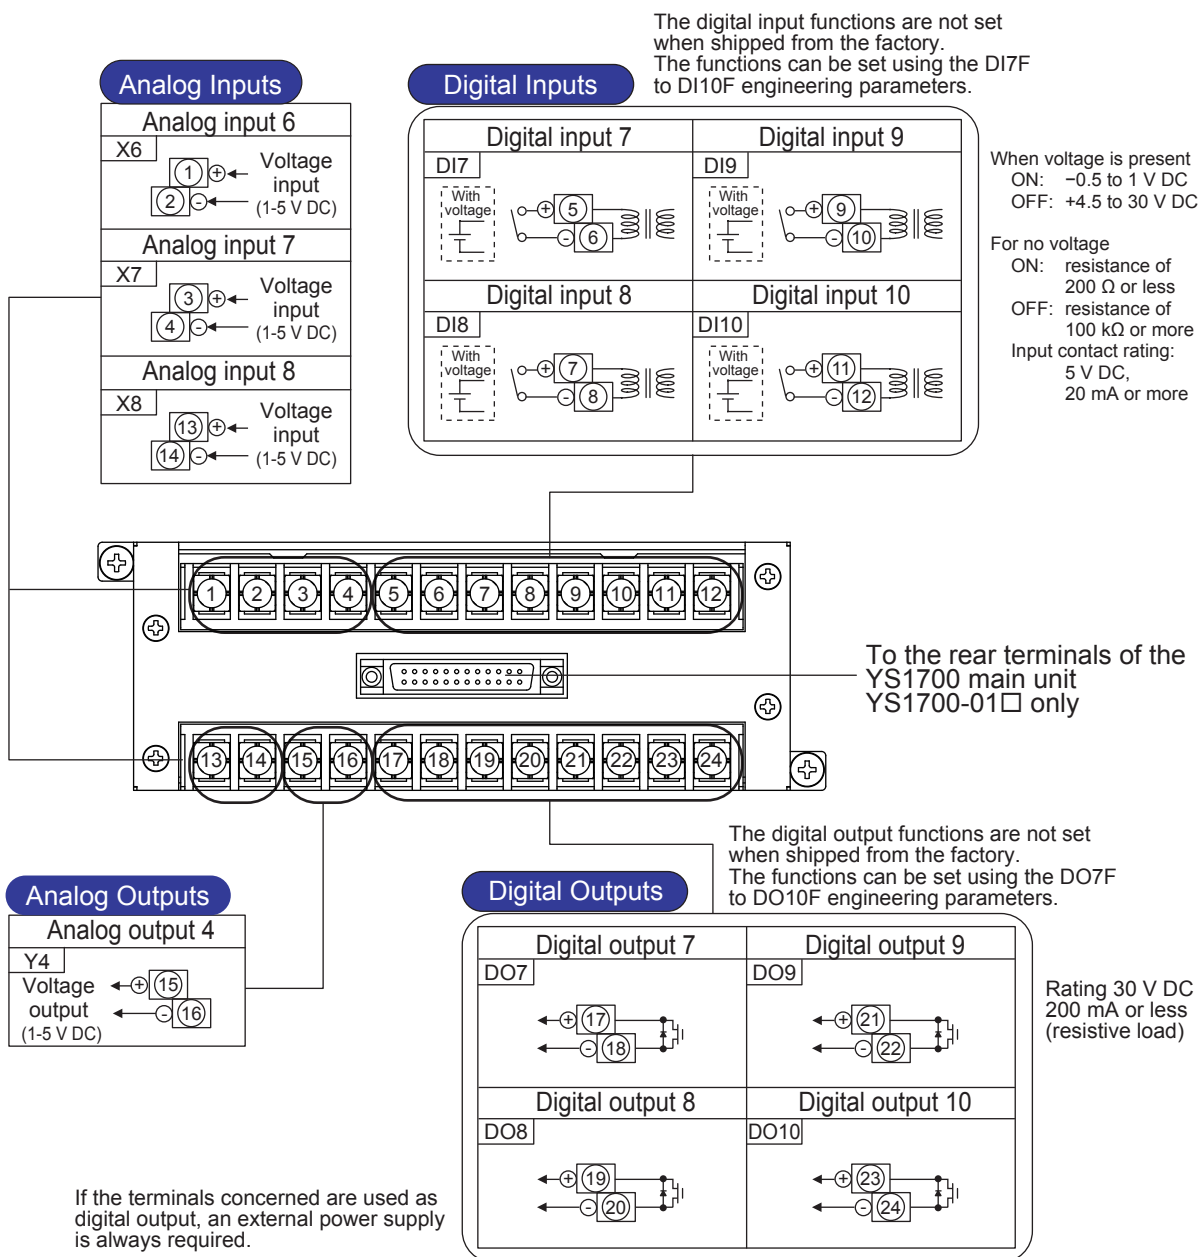 The digital input functions are not set
when shipped from the factory.
The functions can be set using the DI7F
to DI10F engineering parameters.
Analog Inputs
Analog input 6
X6
1 +
2 -
Voltage
input
(1-5 V DC)
Analog input 7
X7
3 +
4 -
Voltage
input
(1-5 V DC)
Analog input 8
X8
13 +
14 -
Voltage
input
(1-5 V DC)
Digital Inputs
Digital input 7
DI7
With
voltage
+ 5
- 6
Digital input 9
DI9
With
voltage
+ 9
- 10
Digital input 8
DI8
With
voltage
+ 7
- 8
Digital input 10
DI10
With
voltage
+ 11
- 12
When voltage is present
ON: −0.5 to 1 V DC
OFF: +4.5 to 30 V DC
For no voltage
ON: resistance of
200 Ω or less
OFF: resistance of
100 kΩ or more
Input contact rating:
5 V DC,
20 mA or more
1 2 3 4 5 6 7 8 9 10 11 12
To the rear terminals of the
YS1700 main unit
YS1700-01□ only
13 14 15 16 17 18 19 20 21 22 23 24
Analog Outputs
Analog output 4
Y4
Voltage
output
(1-5 V DC)
+ 15
- 16
The digital output functions are not set
when shipped from the factory.
The functions can be set using the DO7F
to DO10F engineering parameters.
Digital Outputs
Digital output 7
DO7
+ 17
- 18
Digital output 9
DO9
+ 21
- 22
Digital output 8
DO8
+ 19
- 20
Digital output 10
DO10
+ 23
- 24
Rating 30 V DC
200 mA or less
(resistive load)
If the terminals concerned are used as
digital output, an external power supply
is always required.